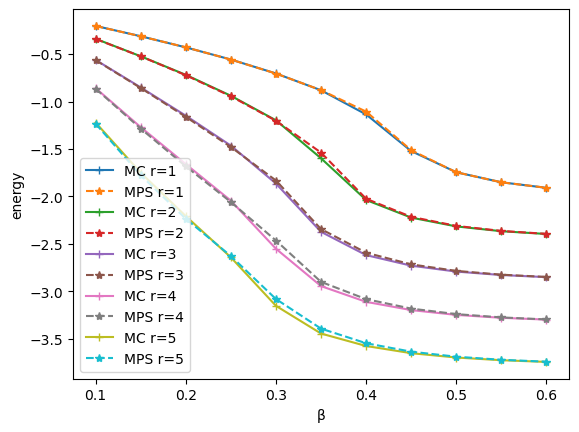 −0.5
−1.0
−1.5
−2.0
−2.5
−3.0
−3.5
energy
MC r=1
MPS r=1
MC r=2
MPS r=2
MC r=3
MPS r=3
MC r=4
MPS r=4
MC r=5
MPS r=5
0.1 0.2 0.3 0.4 0.5 0.6
β